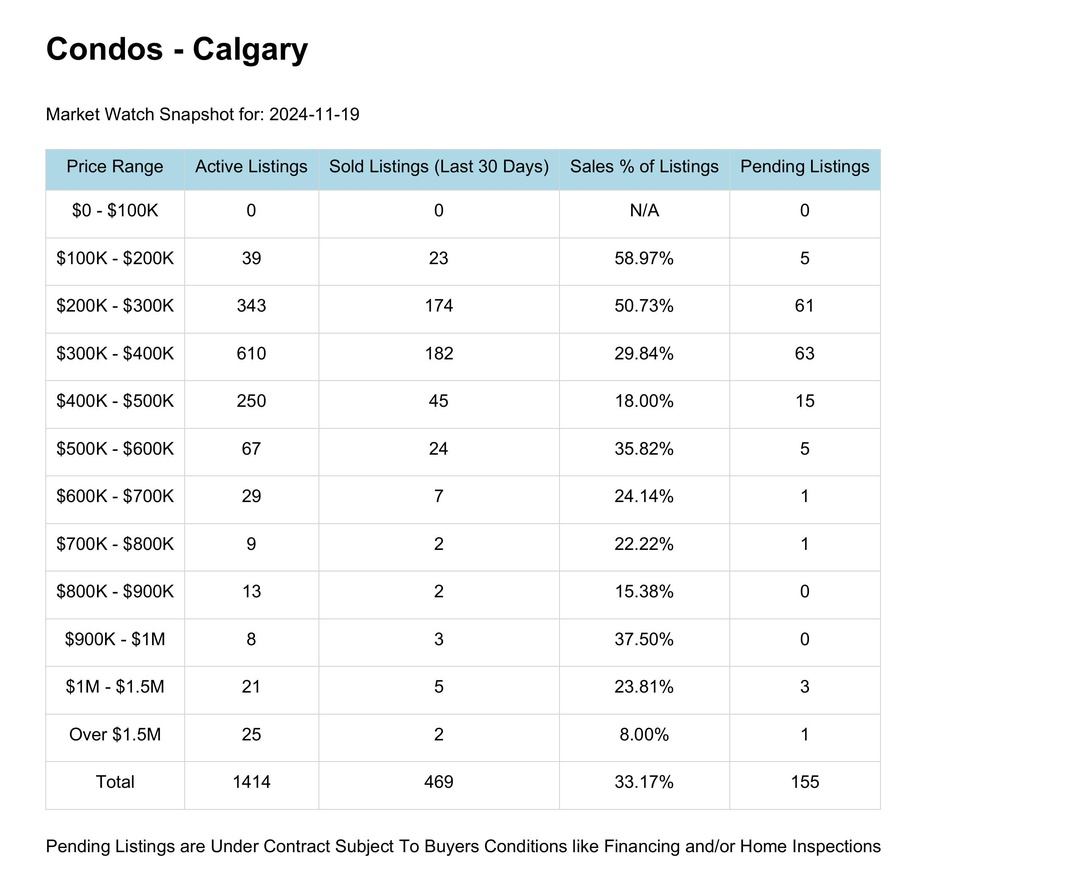 Condos - Calgary
Market Watch Snapshot for: 2024-11-19
Price Range Active Listings Sold Listings (Last 30 Days) Sales % of Listings Pending Listings
$0 - $100K 0 0 N/A 0
$100K - $200K 39 23 58.97% 5
$200K - $300K 343 174 50.73% 61
$300K - $400K 610 182 29.84% 63
$400K - $500K 250 45 18.00% 15
$500K - $600K 67 24 35.82% 5
$600K - $700K 29 7 24.14% 1
$700K - $800K 9 2 22.22% 1
$800K - $900K 13 2 15.38% 0
$900K - $1M 8 3 37.50% 0
$1M - $1.5M 21 5 23.81% 3
Over $1.5M 25 2 8.00% 1
Total 1414 469 33.17% 155
Pending Listings are Under Contract Subject To Buyers Conditions like Financing and/or Home Inspections